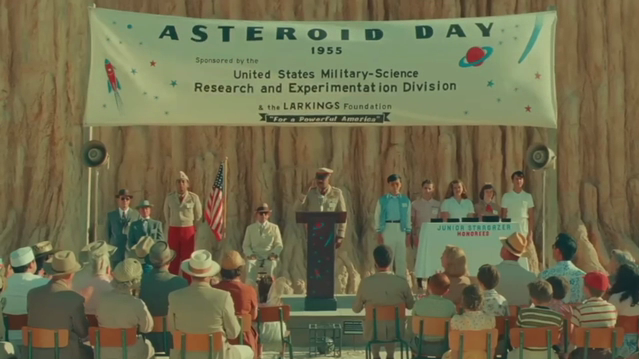 ASTEROID DAY
1955
Sponsored by the
United States Military-Science
Research and Experimentation Division
& the LARKINGS Foundation
"For a Powerful America"
JUNIOR STARGAZER
HONOREES